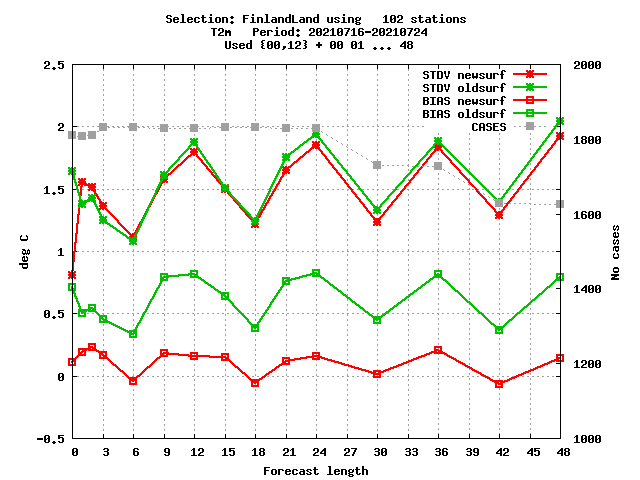 Selection: FinlandLand using   102 stations
T2m   Period: 20210716-20210724
Used {00,12} + 00 01 ... 48
STDV newsurf
STDV oldsurf
BIAS newsurf
BIAS oldsurf
CASES
2.5
2
1.5
1
0.5
0
-0.5
deg C
2000
1800
1600
1400
1200
1000
No cases
0 3 6 9 12 15 18 21 24 27 30 33 36 39 42 45 48
Forecast length